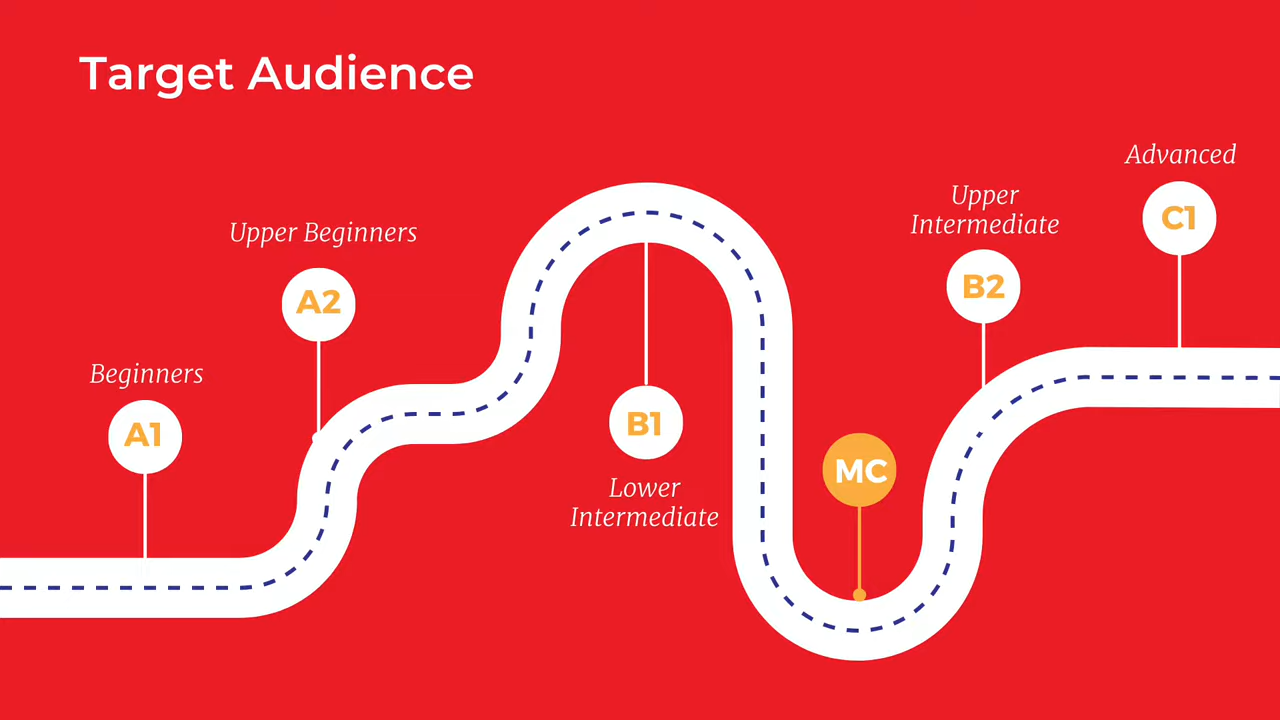 Target Audience
Beginners
A1
Upper Beginners
A2
B1
Lower
Intermediate
MC
Upper
Intermediate
B2
Advanced
C1